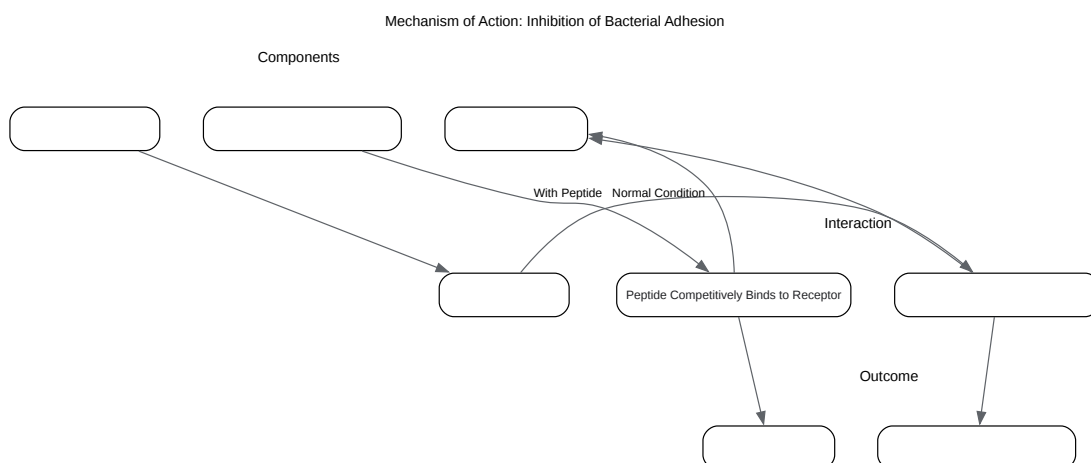 Mechanism of Action: Inhibition of Bacterial Adhesion
Components
With Peptide
Normal Condition
Interaction
Peptide Competitively Binds to Receptor
Outcome